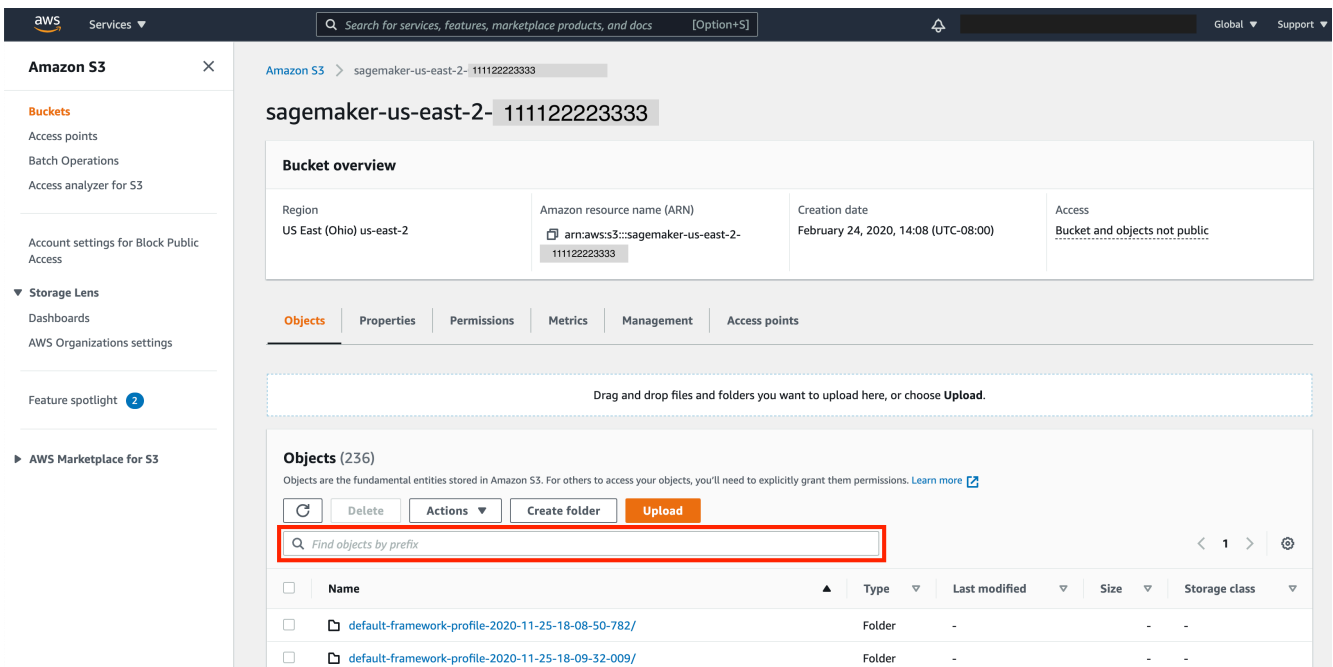 aws Services ▼ Search for services, features, marketplace products, and docs [Option+S] Global ▼ Support ▼
Amazon S3
Buckets
Access points
Batch Operations
Access analyzer for S3
Account settings for Block Public
Access
▼ Storage Lens
Dashboards
AWS Organizations settings
Feature spotlight 2
▶ AWS Marketplace for S3
Amazon S3 > sagemaker-us-east-2- 111122223333
sagemaker-us-east-2- 111122223333
Bucket overview
Region
US East (Ohio) us-east-2
Amazon resource name (ARN)
arn:aws:s3:::sagemaker-us-east-2-
111122223333
Creation date
February 24, 2020, 14:08 (UTC-08:00)
Access
Bucket and objects not public
Objects Properties Permissions Metrics Management Access points
Drag and drop files and folders you want to upload here, or choose Upload.
Objects (236)
Objects are the fundamental entities stored in Amazon S3. For others to access your objects, you'll need to explicitly grant them permissions. Learn more
Delete Actions ▼ Create folder Upload
Find objects by prefix < 1 >
Name ▲ Type ▽ Last modified ▽ Size ▽ Storage class ▽
default-framework-profile-2020-11-25-18-08-50-782/ Folder - - -
default-framework-profile-2020-11-25-18-09-32-009/ Folder - - -